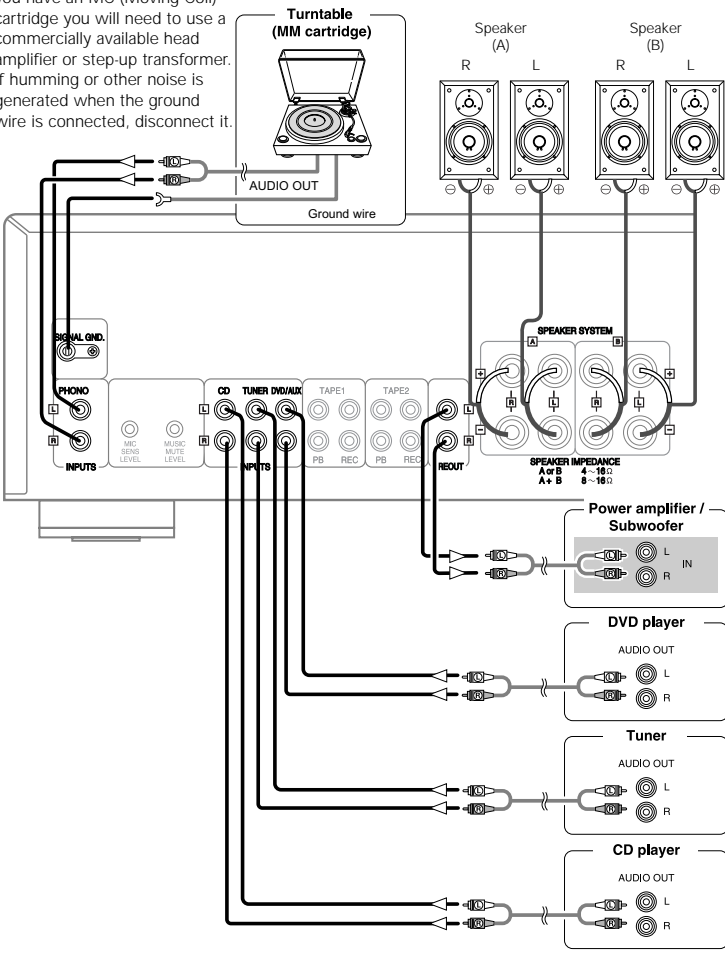 you have an MC (Moving Coil)
cartridge you will need to use a
commercially available head
amplifier or step-up transformer.
If humming or other noise is
generated when the ground
wire is connected, disconnect it.
Turntable
(MM cartridge)
AUDIO OUT
Ground wire
Speaker
(A)
Speaker
(B)
R L R L
⊖ ⊕ ⊖ ⊕ ⊖ ⊕ ⊖ ⊕
L
R
SIGNAL GND.
PHONO
L
R
INPUTS
MIC
SENS
LEVEL
MUSIC
MUTE
LEVEL
CD TUNER DVD/AUX
L
R
INPUTS
TAPE1
PB REC
TAPE2
PB REC
L
R
PREOUT
SPEAKER SYSTEM
A B
+ +
R L R L
- -
SPEAKER IMPEDANCE
A or B 4~16Ω
A + B 8~16Ω
Power amplifier /
Subwoofer
L L L
IN
R R R
DVD player
AUDIO OUT
L L L
R R R
Tuner
AUDIO OUT
L L L
R R R
CD player
AUDIO OUT
L L L
R R R